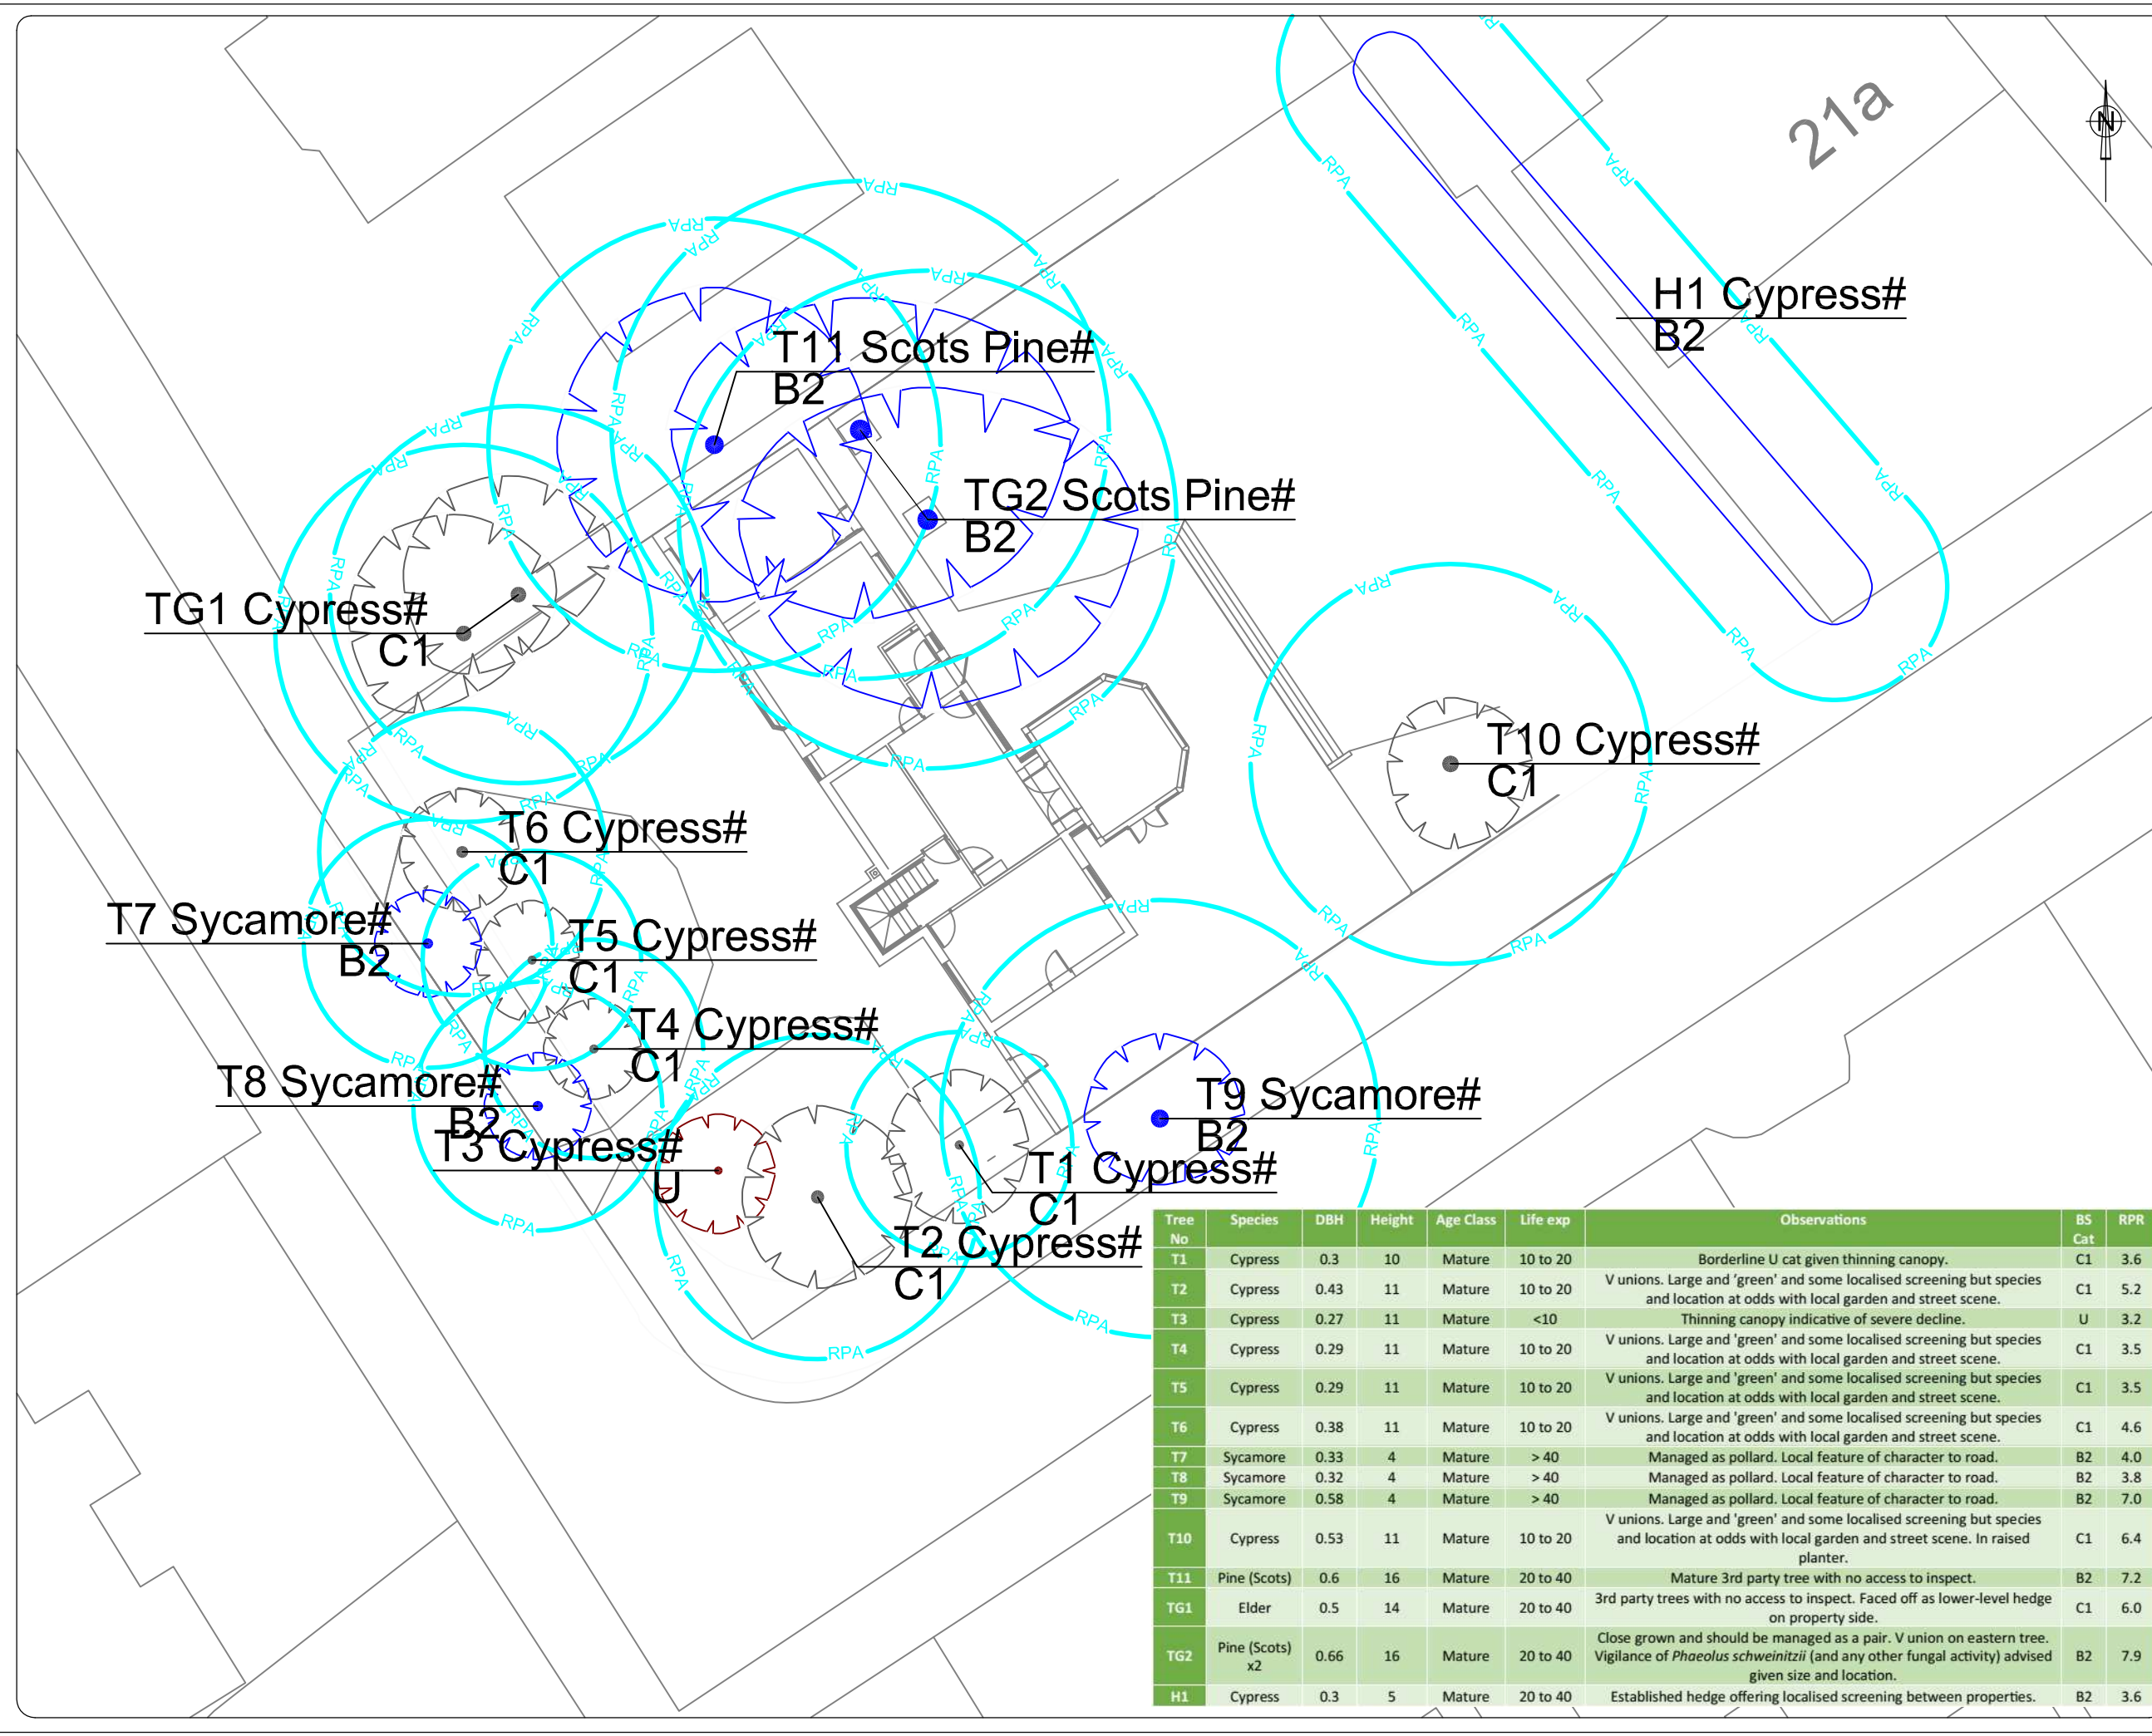 21a
N
H1 Cypress#
B2
T11 Scots Pine#
B2
TG2 Scots Pine#
B2
TG1 Cypress#
C1
T10 Cypress#
C1
T6 Cypress#
C1
T7 Sycamore#
B2
T5 Cypress#
C1
T4 Cypress#
C1
T8 Sycamore#
B2
T3 Cypress#
U
T9 Sycamore#
B2
T1 Cypress#
C1
T2 Cypress#
C1
RPA
Tree No Species DBH Height Age Class Life exp Observations BS Cat RPR
T1 Cypress 0.3 10 Mature 10 to 20 Borderline U cat given thinning canopy. C1 3.6
T2 Cypress 0.43 11 Mature 10 to 20 V unions. Large and 'green' and some localised screening but species
and location at odds with local garden and street scene. C1 5.2
T3 Cypress 0.27 11 Mature <10 Thinning canopy indicative of severe decline. U 3.2
T4 Cypress 0.29 11 Mature 10 to 20 V unions. Large and 'green' and some localised screening but species
and location at odds with local garden and street scene. C1 3.5
T5 Cypress 0.29 11 Mature 10 to 20 V unions. Large and 'green' and some localised screening but species
and location at odds with local garden and street scene. C1 3.5
T6 Cypress 0.38 11 Mature 10 to 20 V unions. Large and 'green' and some localised screening but species
and location at odds with local garden and street scene. C1 4.6
T7 Sycamore 0.33 4 Mature > 40 Managed as pollard. Local feature of character to road. B2 4.0
T8 Sycamore 0.32 4 Mature > 40 Managed as pollard. Local feature of character to road. B2 3.8
T9 Sycamore 0.58 4 Mature > 40 Managed as pollard. Local feature of character to road. B2 7.0
T10 Cypress 0.53 11 Mature 10 to 20 V unions. Large and 'green' and some localised screening but species
and location at odds with local garden and street scene. In raised
planter. C1 6.4
T11 Pine (Scots) 0.6 16 Mature 20 to 40 Mature 3rd party tree with no access to inspect. B2 7.2
TG1 Elder 0.5 14 Mature 20 to 40 3rd party trees with no access to inspect. Faced off as lower-level hedge
on property side. C1 6.0
TG2 Pine (Scots) x2 0.66 16 Mature 20 to 40 Close grown and should be managed as a pair. V union on eastern tree.
Vigilance of Phaeolus schweinitzii (and any other fungal activity) advised
given size and location. B2 7.9
H1 Cypress 0.3 5 Mature 20 to 40 Established hedge offering localised screening between properties. B2 3.6